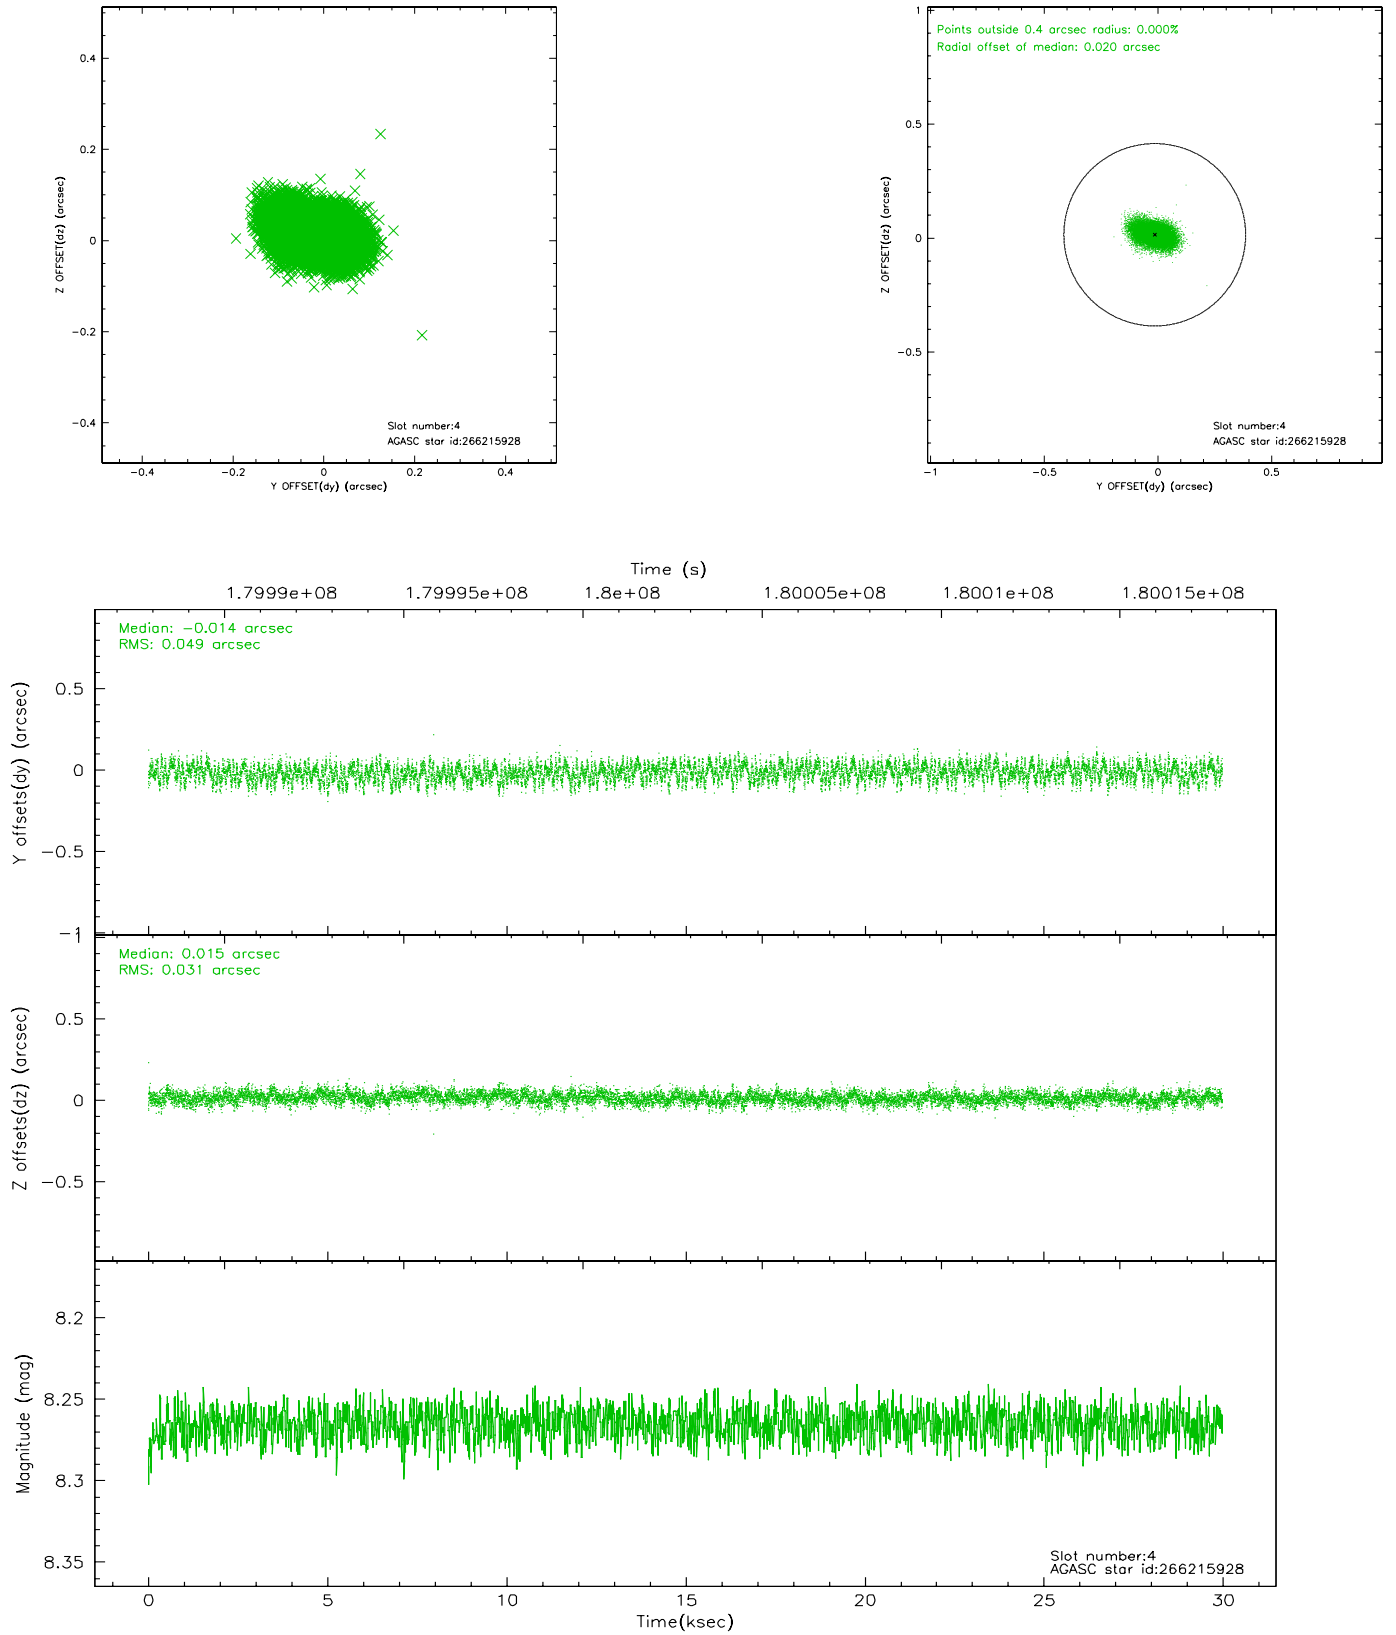 0.4
0.2
0
−0.2
−0.4
Z OFFSET(dz) (arcsec)
Slot number:4
AGASC star id:266215928
−0.4 −0.2 0 0.2 0.4
Y OFFSET(dy) (arcsec)
Points outside 0.4 arcsec radius: 0.000%
Radial offset of median: 0.020 arcsec
1
0.5
0
−0.5
Z OFFSET(dz) (arcsec)
Slot number:4
AGASC star id:266215928
−1 −0.5 0 0.5
Y OFFSET(dy) (arcsec)
Time (s)
1.7999e+08 1.79995e+08 1.8e+08 1.80005e+08 1.8001e+08 1.80015e+08
Median: −0.014 arcsec
RMS: 0.049 arcsec
0.5
0
−0.5
−1
Y offsets(dy) (arcsec)
Median: 0.015 arcsec
RMS: 0.031 arcsec
1
0.5
0
−0.5
Z offsets(dz) (arcsec)
8.2
8.25
8.3
8.35
Magnitude (mag)
Slot number:4
AGASC star id:266215928
0 5 10 15 20 25 30
Time(ksec)